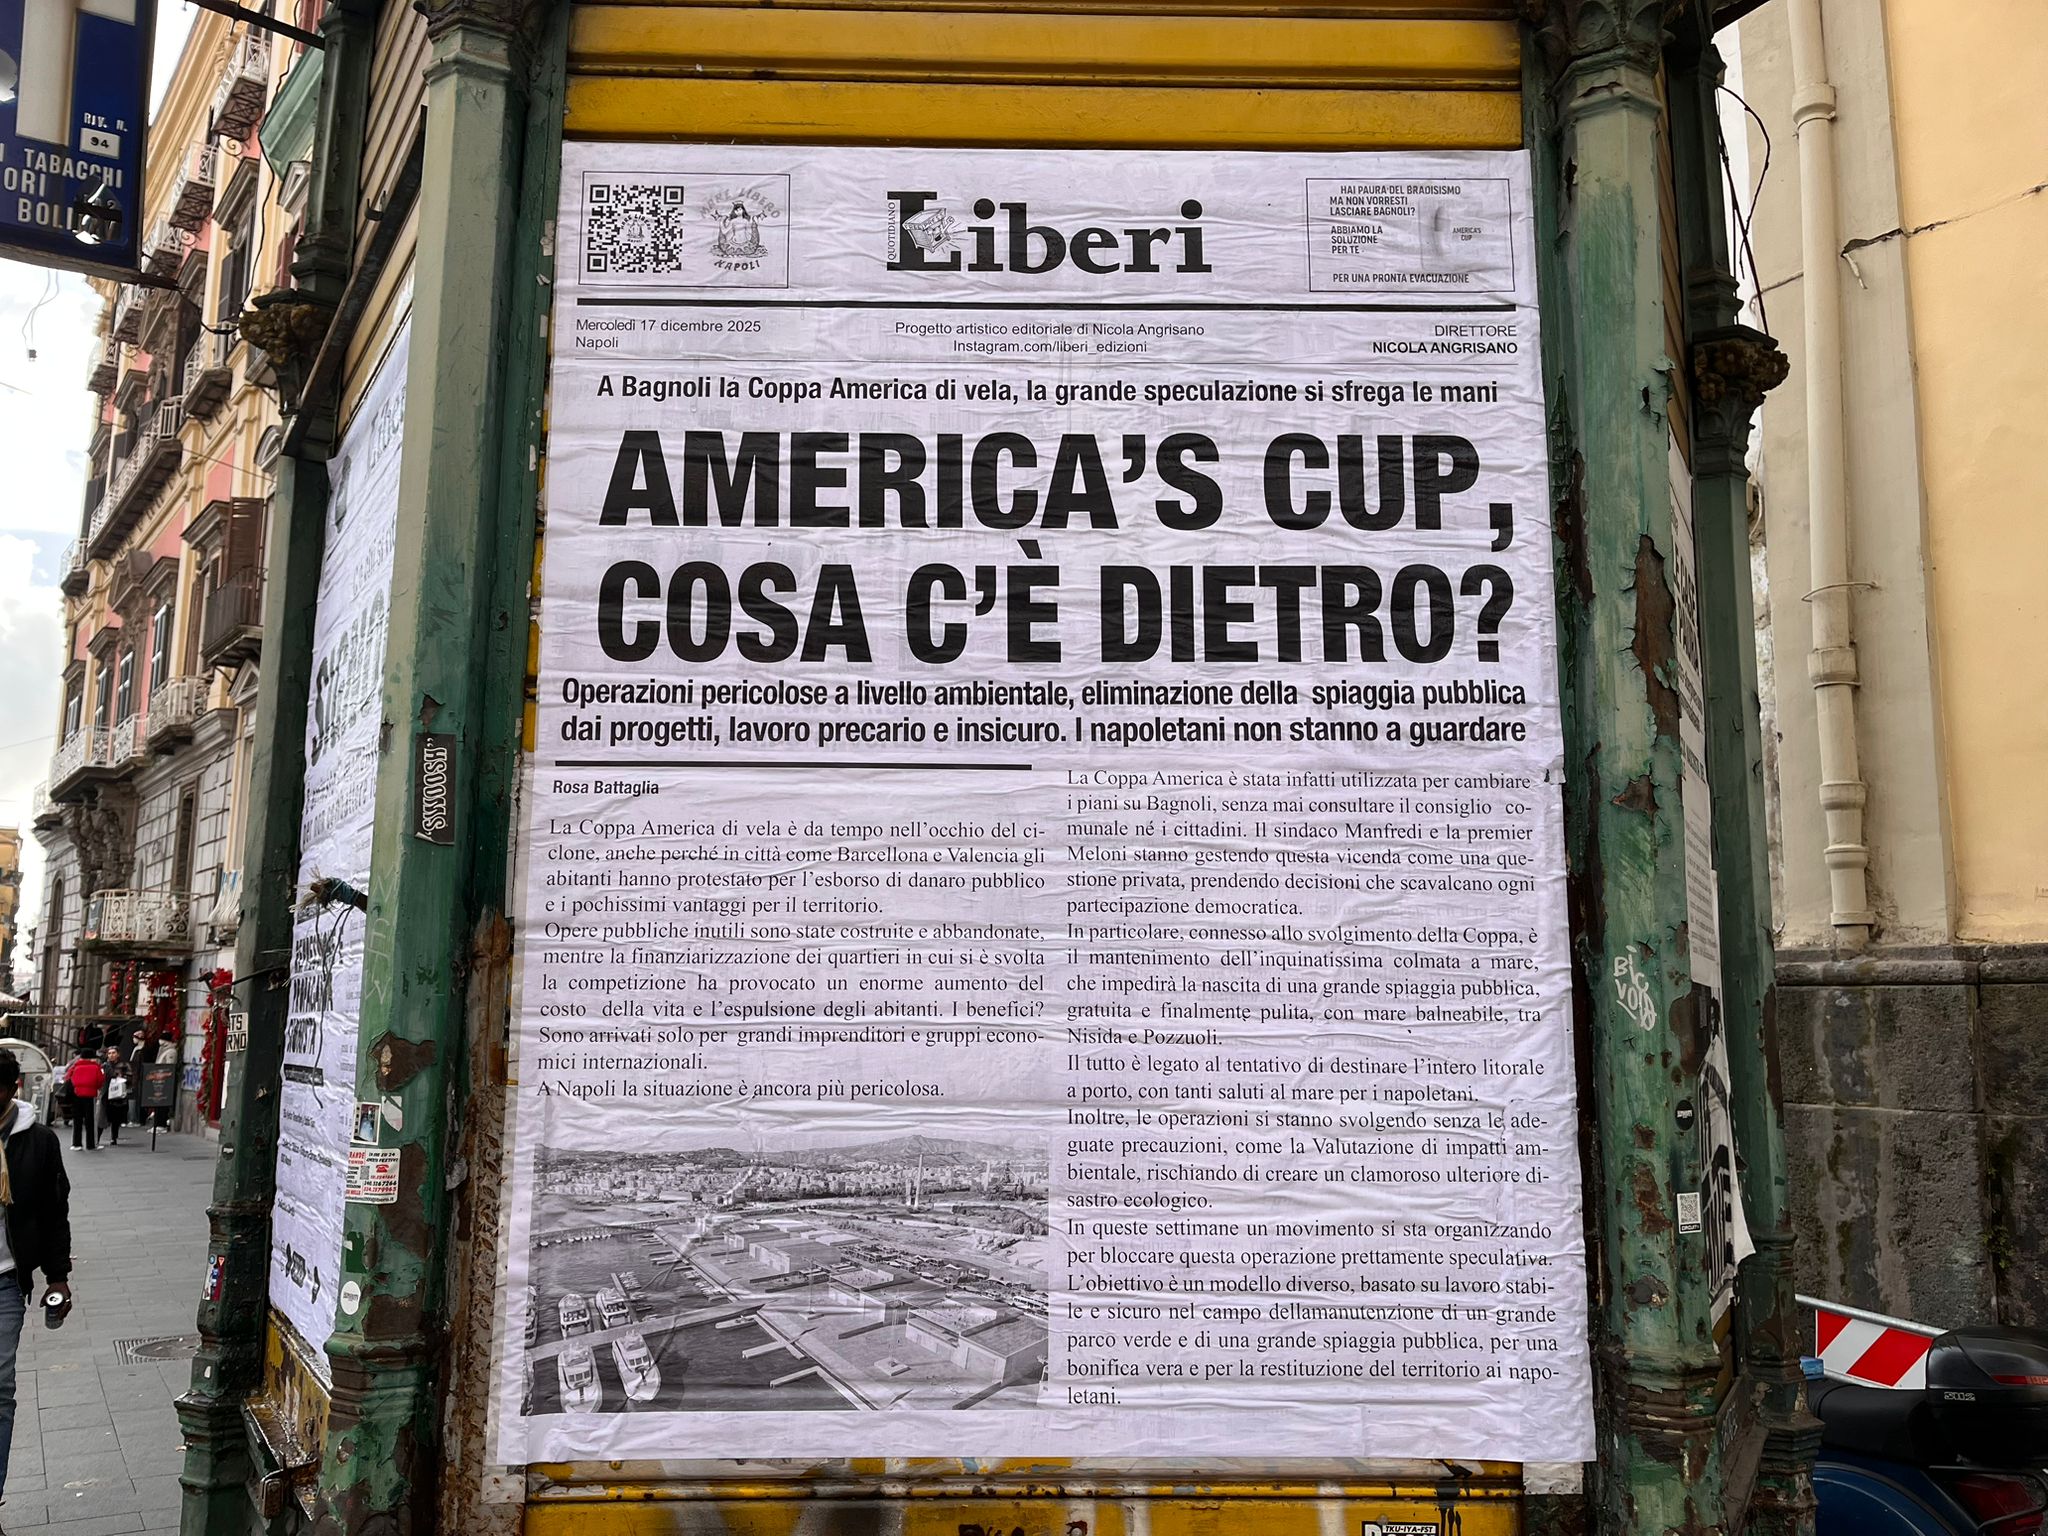 RIV. N.
94
I TABACCHI
ORI
QUOTIDIANO
Liberi
MARE LIBERO
NAPOLI
HAI PAURA DEL BRADISISMO
MA NON VORRESTI
LASCIARE BAGNOLI?
ABBIAMO LA
SOLUZIONE
PER TE
AMERICA'S
CUP
PER UNA PRONTA EVACUAZIONE
Mercoledì 17 dicembre 2025
Napoli
Progetto artistico editoriale di Nicola Angrisano
Instagram.com/liberi_edizioni
DIRETTORE
NICOLA ANGRISANO
A Bagnoli la Coppa America di vela, la grande speculazione si sfrega le mani
AMERICA’S CUP,
COSA C’È DIETRO?
Operazioni pericolose a livello ambientale, eliminazione della spiaggia pubblica
dai progetti, lavoro precario e insicuro. I napoletani non stanno a guardare
Rosa Battaglia
La Coppa America di vela è da tempo nell’occhio del ci-
clone, anche perché in città come Barcellona e Valencia gli
abitanti hanno protestato per l’esborso di danaro pubblico
e i pochissimi vantaggi per il territorio.
Opere pubbliche inutili sono state costruite e abbandonate,
mentre la finanziarizzazione dei quartieri in cui si è svolta
la competizione ha provocato un enorme aumento del
costo della vita e l’espulsione degli abitanti. I benefici?
Sono arrivati solo per grandi imprenditori e gruppi econo-
mici internazionali.
A Napoli la situazione è ancora più pericolosa.
La Coppa America è stata infatti utilizzata per cambiare
i piani su Bagnoli, senza mai consultare il consiglio co-
munale né i cittadini. Il sindaco Manfredi e la premier
Meloni stanno gestendo questa vicenda come una que-
stione privata, prendendo decisioni che scavalcano ogni
partecipazione democratica.
In particolare, connesso allo svolgimento della Coppa, è
il mantenimento dell’inquinatissima colmata a mare,
che impedirà la nascita di una grande spiaggia pubblica,
gratuita e finalmente pulita, con mare balneabile, tra
Nisida e Pozzuoli.
Il tutto è legato al tentativo di destinare l’intero litorale
a porto, con tanti saluti al mare per i napoletani.
Inoltre, le operazioni si stanno svolgendo senza le ade-
guate precauzioni, come la Valutazione di impatti am-
bientale, rischiando di creare un clamoroso ulteriore di-
sastro ecologico.
In queste settimane un movimento si sta organizzando
per bloccare questa operazione prettamente speculativa.
L’obiettivo è un modello diverso, basato su lavoro stabi-
le e sicuro nel campo dellamanutenzione di un grande
parco verde e di una grande spiaggia pubblica, per una
bonifica vera e per la restituzione del territorio ai napo-
letani.
"SWOOSH"
BIC
VOID
TKU-IYA-FST